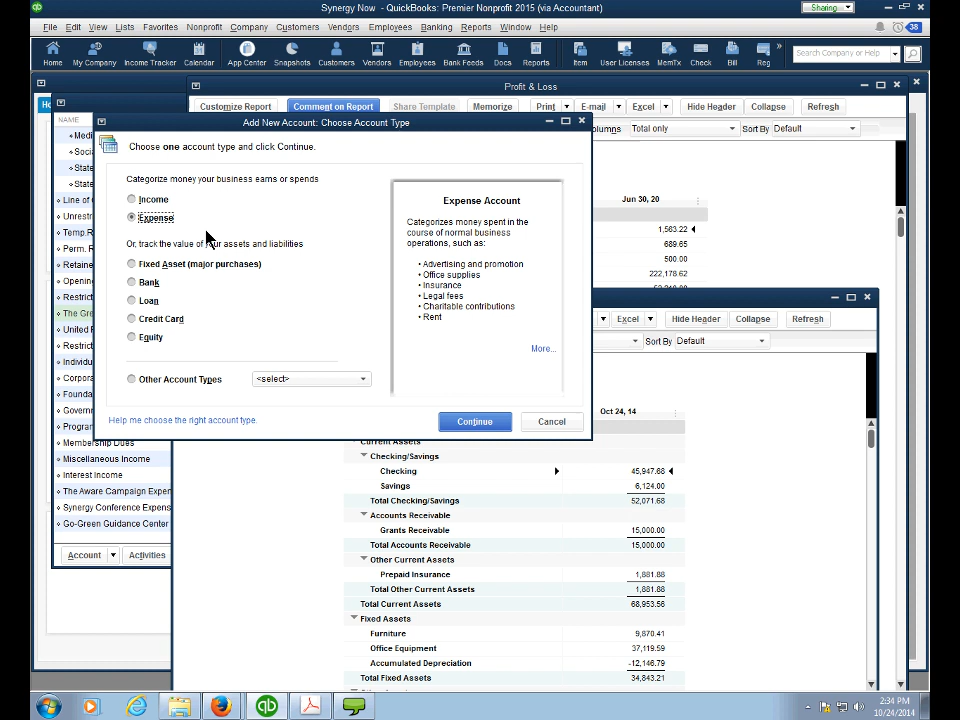 Synergy Now - QuickBooks: Premier Nonprofit 2015 (via Accountant)
Sharing
File Edit View Lists Favorites Nonprofit Company Customers Vendors Employees Banking Reports Window Help
38
Home My Company Income Tracker Calendar App Center Snapshots Customers Vendors Employees Bank Feeds Docs Reports Item User Licenses MemTx Check Bill Reg »
Search Company or Help
Profit & Loss
Customize Report Comment on Report Share Template Memorize Print E-mail Excel Hide Header Collapse Refresh
Total only Sort By Default
Jun 30, 20
1,583.22
689.65
500.00
222,178.62
NAME
Medi
Soci
State
State
Line of
Unrestr
Temp.R
Perm. R
Opening
Restrict
The Gre
United
Restrict
Individu
Corpora
Founda
Govern
Program
Membership Dues
Miscellaneous Income
Interest Income
The Aware Campaign Expen
Synergy Conference Expens
Go-Green Guidance Center
Account Activities
Add New Account: Choose Account Type
Choose one account type and click Continue.
Categorize money your business earns or spends
Income
Expense
Or, track the value of your assets and liabilities
Fixed Asset (major purchases)
Bank
Loan
Credit Card
Equity
Other Account Types <select>
Help me choose the right account type.
Expense Account
Categorizes money spent in the
course of normal business
operations, such as:
• Advertising and promotion
• Office supplies
• Insurance
• Legal fees
• Charitable contributions
• Rent
More...
Continue Cancel
Excel Hide Header Collapse Refresh
Sort By Default
Oct 24, 14
Current Assets
Checking/Savings
Checking 45,947.68
Savings 6,124.00
Total Checking/Savings 52,071.68
Accounts Receivable
Grants Receivable 15,000.00
Total Accounts Receivable 15,000.00
Other Current Assets
Prepaid Insurance 1,881.88
Total Other Current Assets 1,881.88
Total Current Assets 68,953.56
Fixed Assets
Furniture 9,870.41
Office Equipment 37,119.59
Accumulated Depreciation -12,146.79
Total Fixed Assets 34,843.21
2:34 PM
10/24/2014